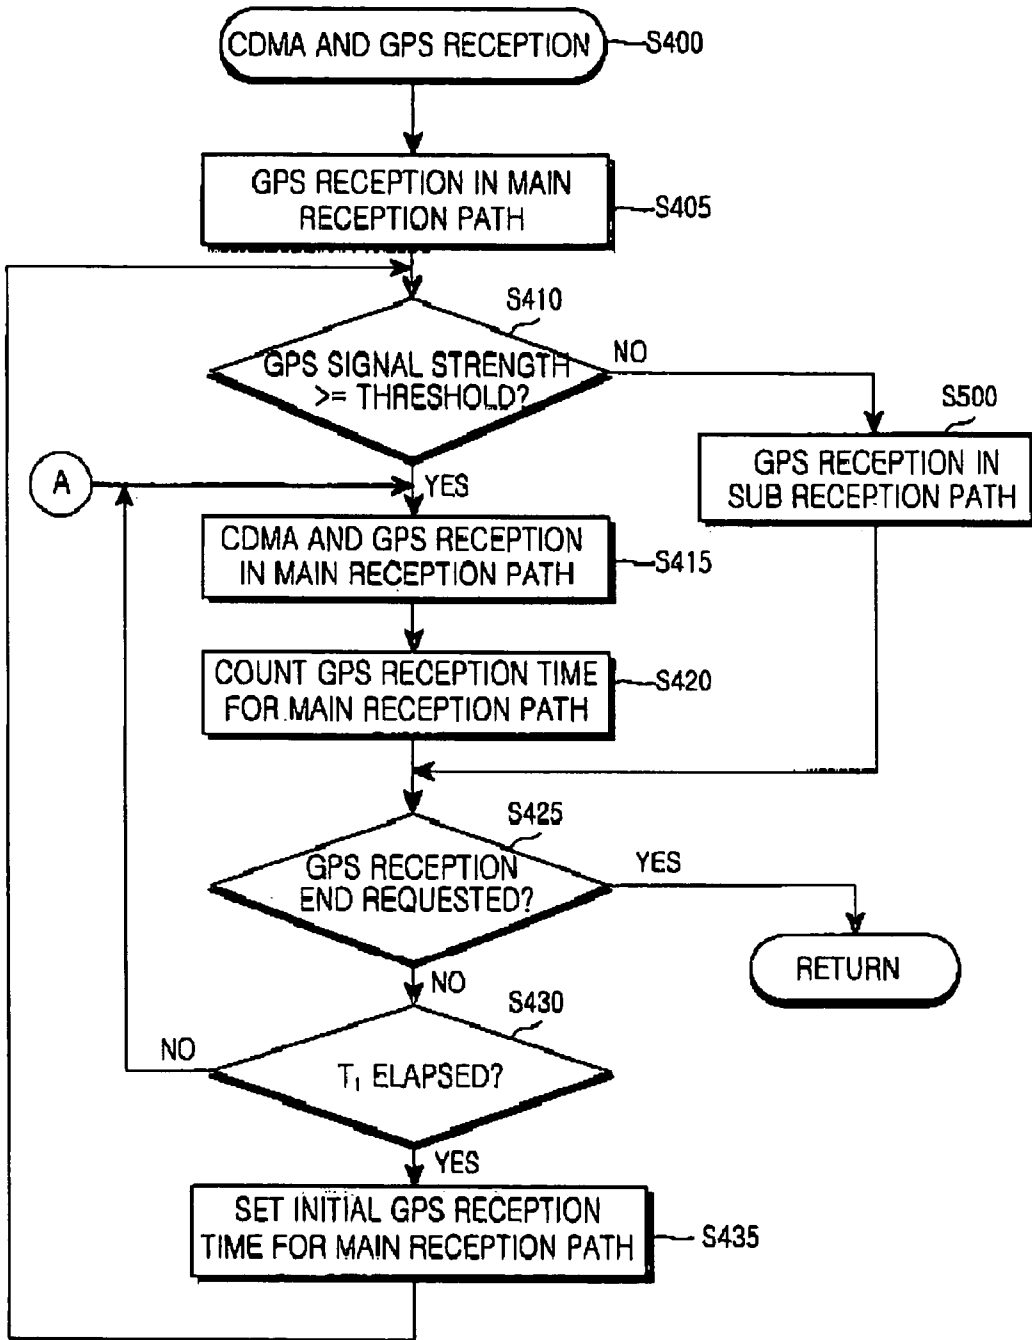 CDMA AND GPS RECEPTION
S400
GPS RECEPTION IN MAIN
RECEPTION PATH
S405
S410
GPS SIGNAL STRENGTH
>= THRESHOLD?
NO
S500
GPS RECEPTION IN
SUB RECEPTION PATH
A
YES
CDMA AND GPS RECEPTION
IN MAIN RECEPTION PATH
S415
COUNT GPS RECEPTION TIME
FOR MAIN RECEPTION PATH
S420
S425
GPS RECEPTION
END REQUESTED?
YES
RETURN
NO
S430
T₁ ELAPSED?
NO
YES
SET INITIAL GPS RECEPTION
TIME FOR MAIN RECEPTION PATH
S435